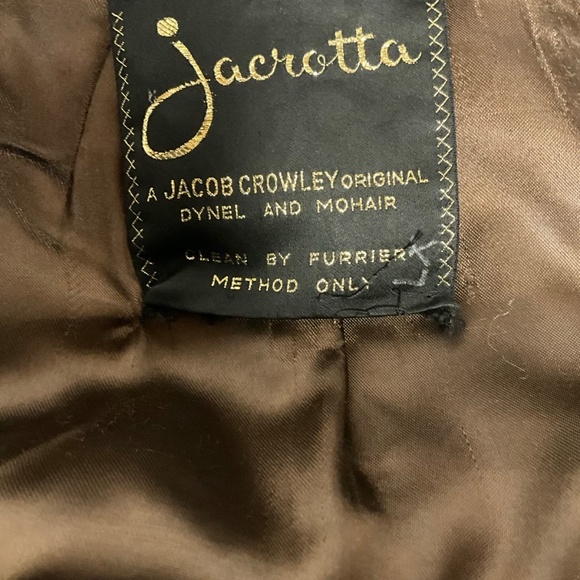 jacrotta
A JACOB CROWLEY ORIGINAL
DYNEL AND MOHAIR
CLEAN BY FURRIER
METHOD ONLY